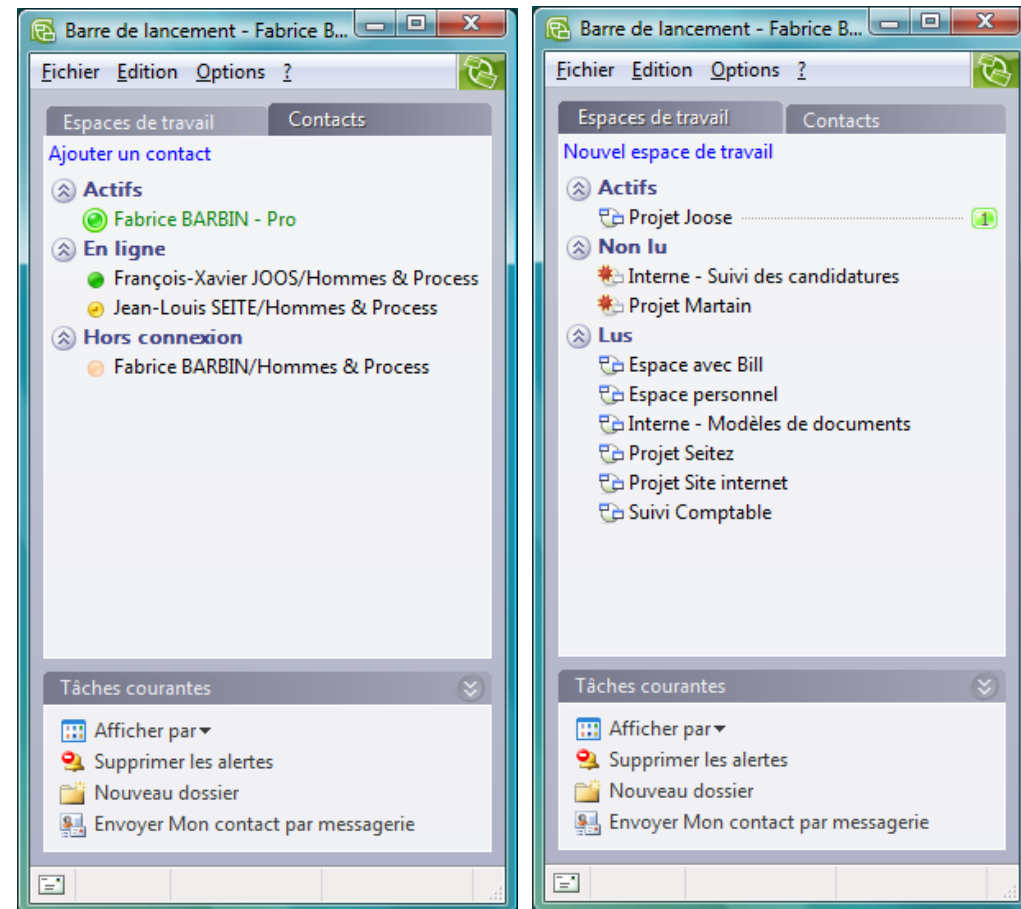 Barre de lancement - Fabrice B...
Fichier Edition Options ?
Espaces de travail Contacts
Ajouter un contact
Actifs
Fabrice BARBIN - Pro
En ligne
François-Xavier JOOS/Hommes & Process
Jean-Louis SEITE/Hommes & Process
Hors connexion
Fabrice BARBIN/Hommes & Process
Tâches courantes
Afficher par
Supprimer les alertes
Nouveau dossier
Envoyer Mon contact par messagerie
Barre de lancement - Fabrice B...
Fichier Edition Options ?
Espaces de travail Contacts
Nouvel espace de travail
Actifs
Projet Joose 1
Non lu
Interne - Suivi des candidatures
Projet Martain
Lus
Espace avec Bill
Espace personnel
Interne - Modèles de documents
Projet Seitez
Projet Site internet
Suivi Comptable
Tâches courantes
Afficher par
Supprimer les alertes
Nouveau dossier
Envoyer Mon contact par messagerie